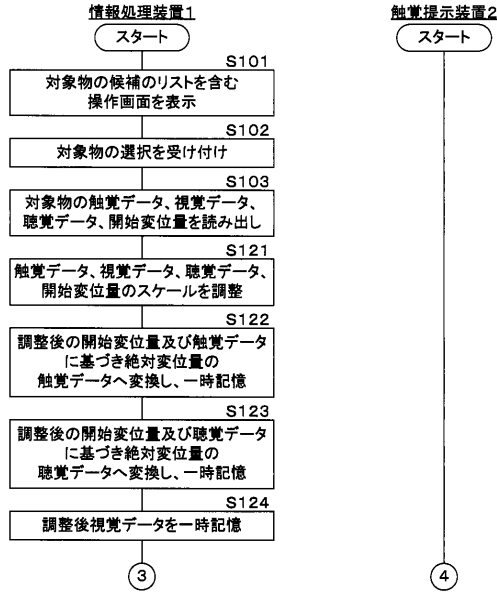 情報処理装置1
触覚提示装置2
スタート
スタート
S101
対象物の候補のリストを含む
操作画面を表示
S102
対象物の選択を受け付け
S103
対象物の触覚データ、視覚データ、
聴覚データ、開始変位量を読み出し
S121
触覚データ、視覚データ、聴覚データ、
開始変位量のスケールを調整
S122
調整後の開始変位量及び触覚データ
に基づき絶対変位量の
触覚データへ変換し、一時記憶
S123
調整後の開始変位量及び聴覚データ
に基づき絶対変位量の
聴覚データへ変換し、一時記憶
S124
調整後視覚データを一時記憶
3
4